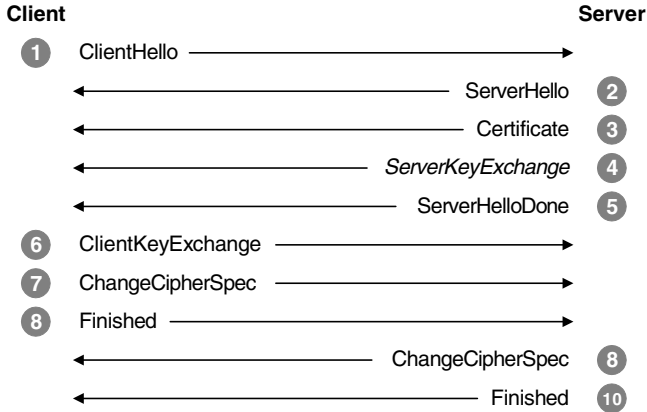 Client Server
1 ClientHello
ServerHello 2
Certificate 3
ServerKeyExchange 4
ServerHelloDone 5
6 ClientKeyExchange
7 ChangeCipherSpec
8 Finished
ChangeCipherSpec 8
Finished 10